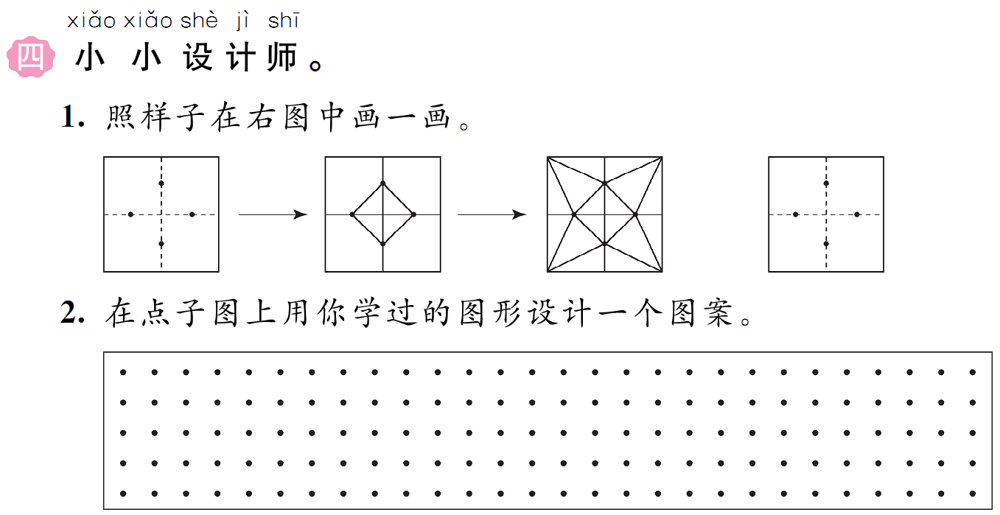 xiǎo xiǎo shè jì shī
四 小小设计师。
1. 照样子在右图中画一画。
2. 在点子图上用你学过的图形设计一个图案。